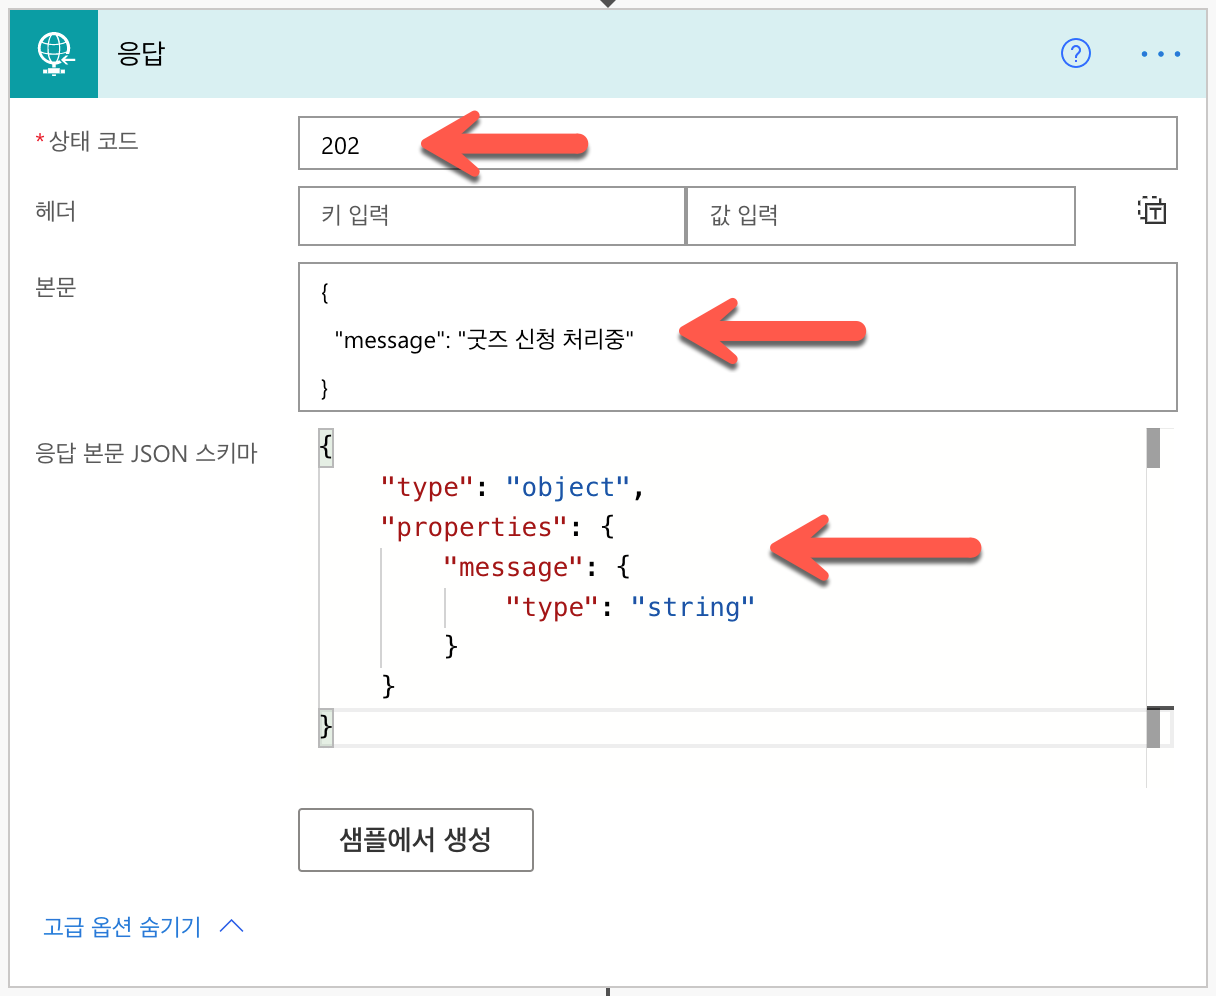 응답
?
* 상태 코드
202
헤더
키 입력
값 입력
T
본문
{
"message": "굿즈 신청 처리중"
}
응답 본문 JSON 스키마
{
"type": "object",
"properties": {
"message": {
"type": "string"
}
}
}
샘플에서 생성
고급 옵션 숨기기